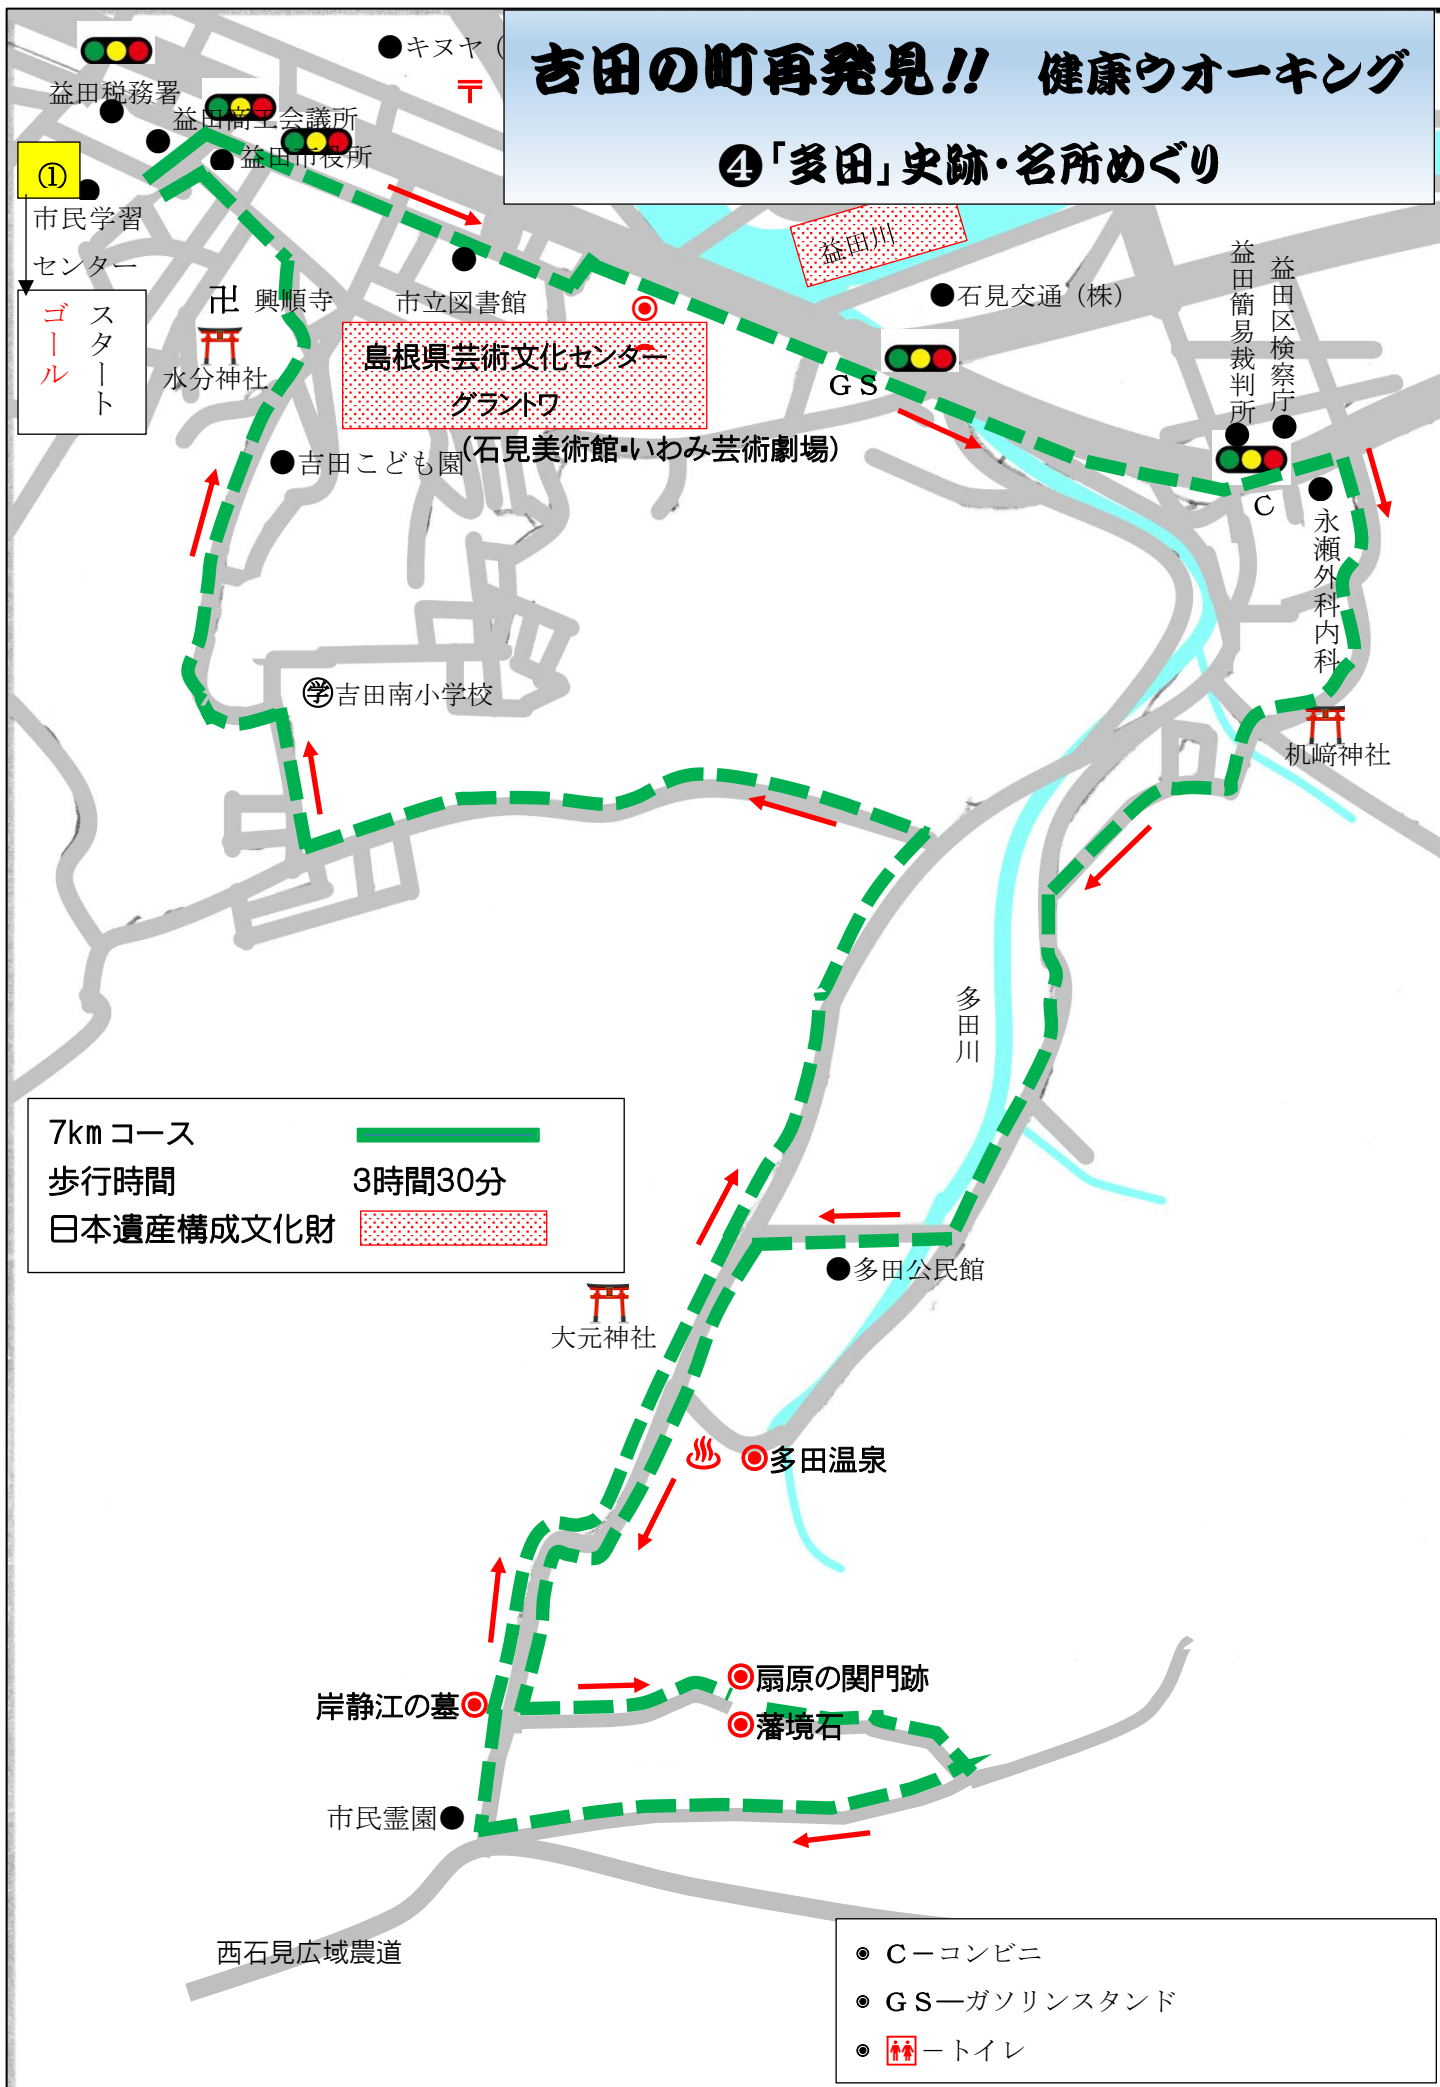 吉田の町再発見!! 健康ウオーキング
❹「多田」史跡・名所めぐり
●キヌヤ（
〒
益田税務署
益田商工会議所
益田市役所
①
市民学習
センター
スタート
ゴール
卍 興順寺
水分神社
市立図書館
益田川
●石見交通（株）
益田簡易裁判所
益田区検察庁
島根県芸術文化センター
グラントワ
(石見美術館・いわみ芸術劇場)
GS
●吉田こども園
C
永瀬外科内科
㊫吉田南小学校
机崎神社
多田川
7kmコース
歩行時間 3時間30分
日本遺産構成文化財
●多田公民館
大元神社
♨ ◉多田温泉
◉扇原の関門跡
岸静江の墓◉
◉藩境石
市民霊園●
西石見広域農道
◉ C－コンビニ
◉ GS―ガソリンスタンド
◉ 🚻－トイレ